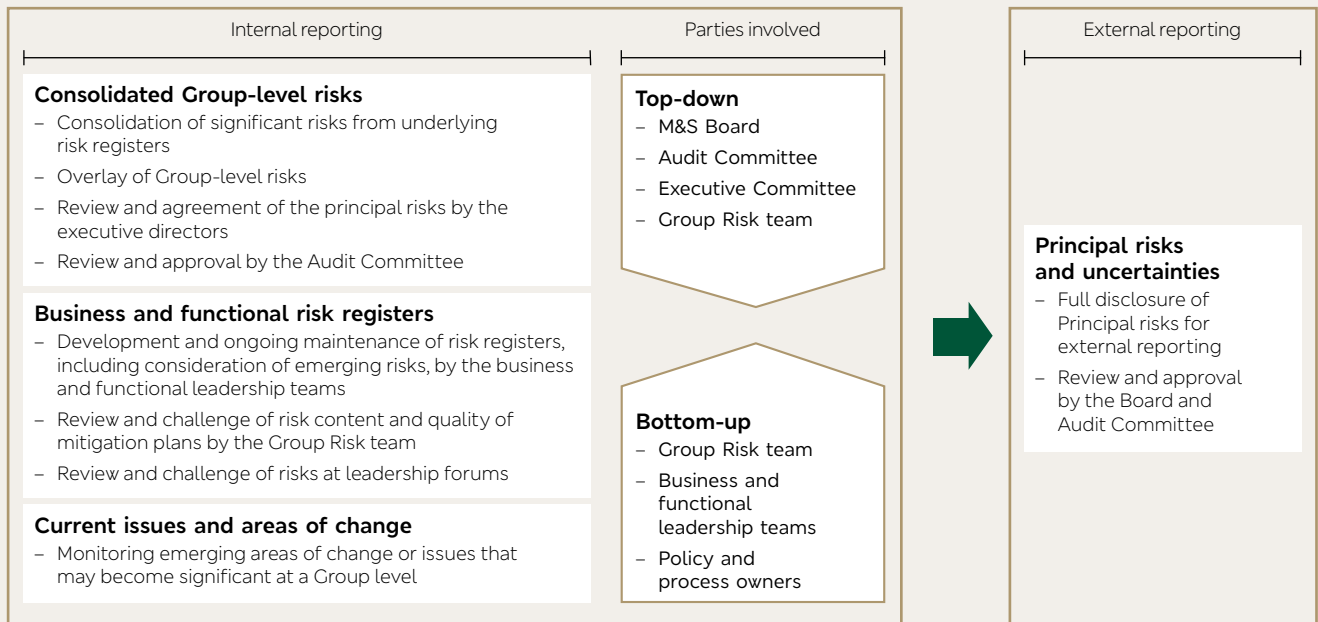 Internal reporting
Consolidated Group-level risks
– Consolidation of significant risks from underlying
risk registers
– Overlay of Group-level risks
– Review and agreement of the principal risks by the
executive directors
– Review and approval by the Audit Committee
Business and functional risk registers
– Development and ongoing maintenance of risk registers,
including consideration of emerging risks, by the business
and functional leadership teams
– Review and challenge of risk content and quality of
mitigation plans by the Group Risk team
– Review and challenge of risks at leadership forums
Current issues and areas of change
– Monitoring emerging areas of change or issues that
may become significant at a Group level
Parties involved
Top-down
– M&S Board
– Audit Committee
– Executive Committee
– Group Risk team
Bottom-up
– Group Risk team
– Business and
functional
leadership teams
– Policy and
process owners
External reporting
Principal risks
and uncertainties
– Full disclosure of
Principal risks for
external reporting
– Review and approval
by the Board and
Audit Committee